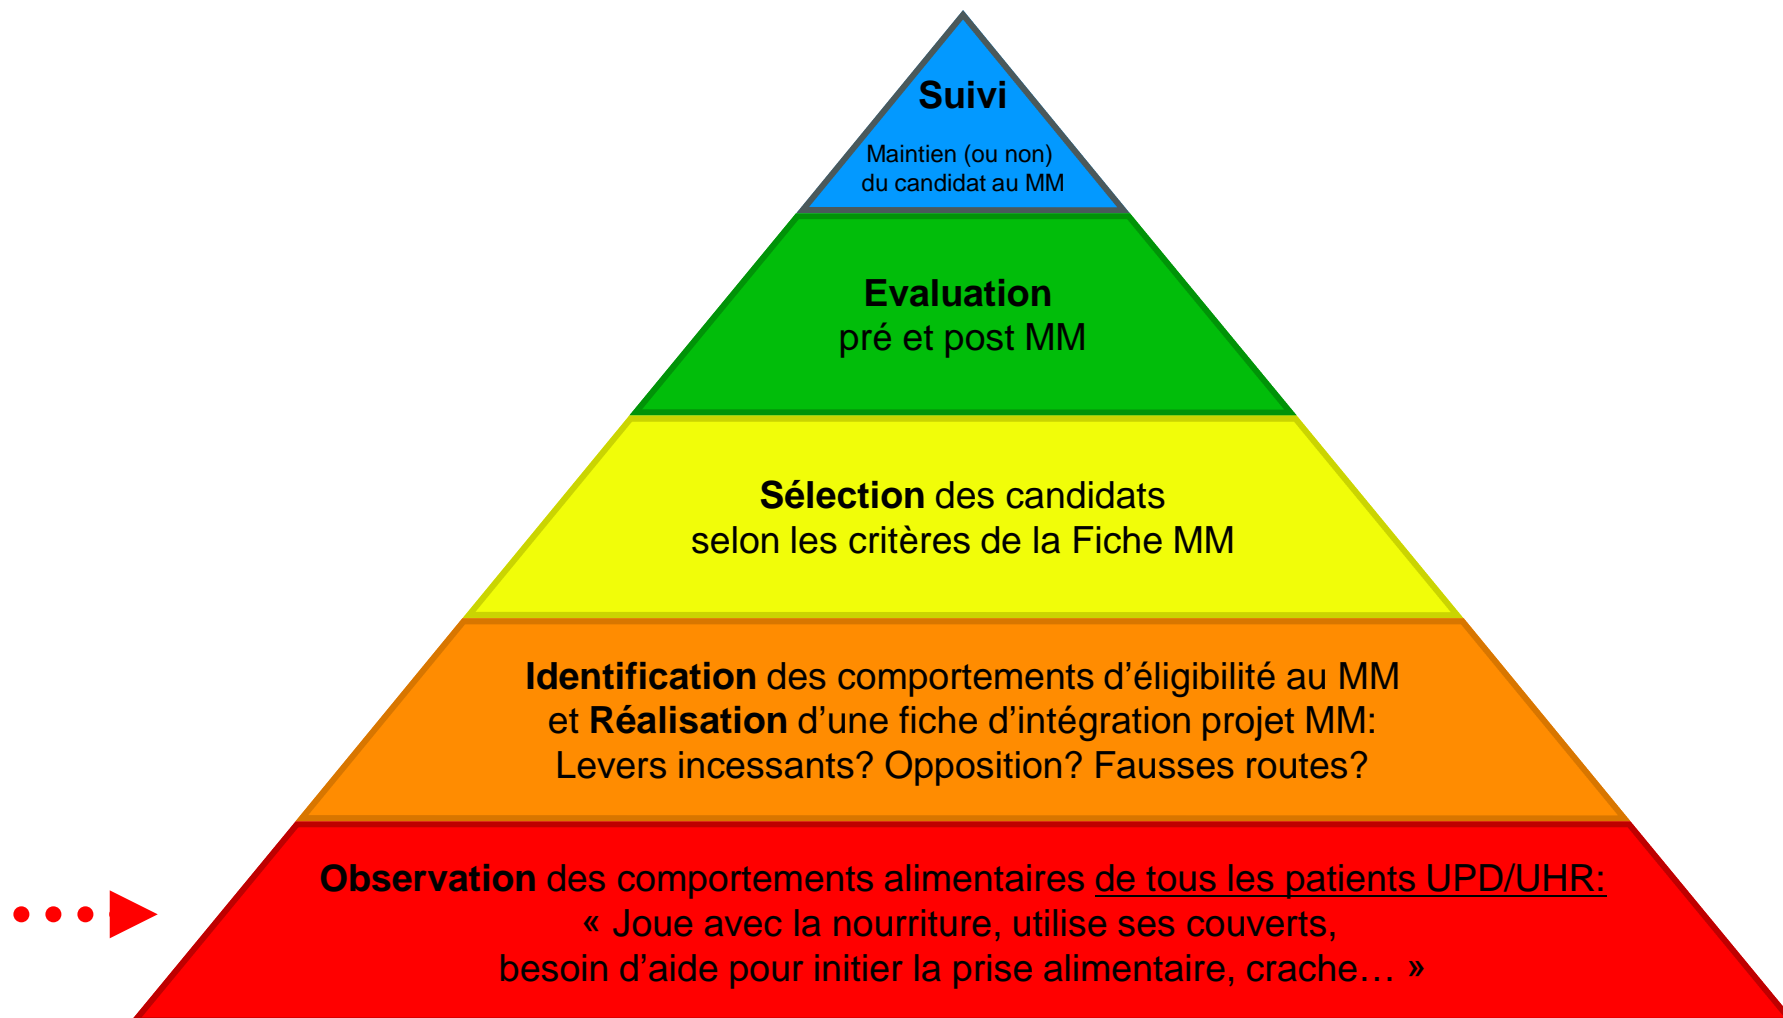 Suivi
Maintien (ou non)
du candidat au MM
Evaluation
pré et post MM
Sélection des candidats
selon les critères de la Fiche MM
Identification des comportements d’éligibilité au MM
et Réalisation d’une fiche d’intégration projet MM:
Levers incessants? Opposition? Fausses routes?
Observation des comportements alimentaires de tous les patients UPD/UHR:
« Joue avec la nourriture, utilise ses couverts,
besoin d’aide pour initier la prise alimentaire, crache… »